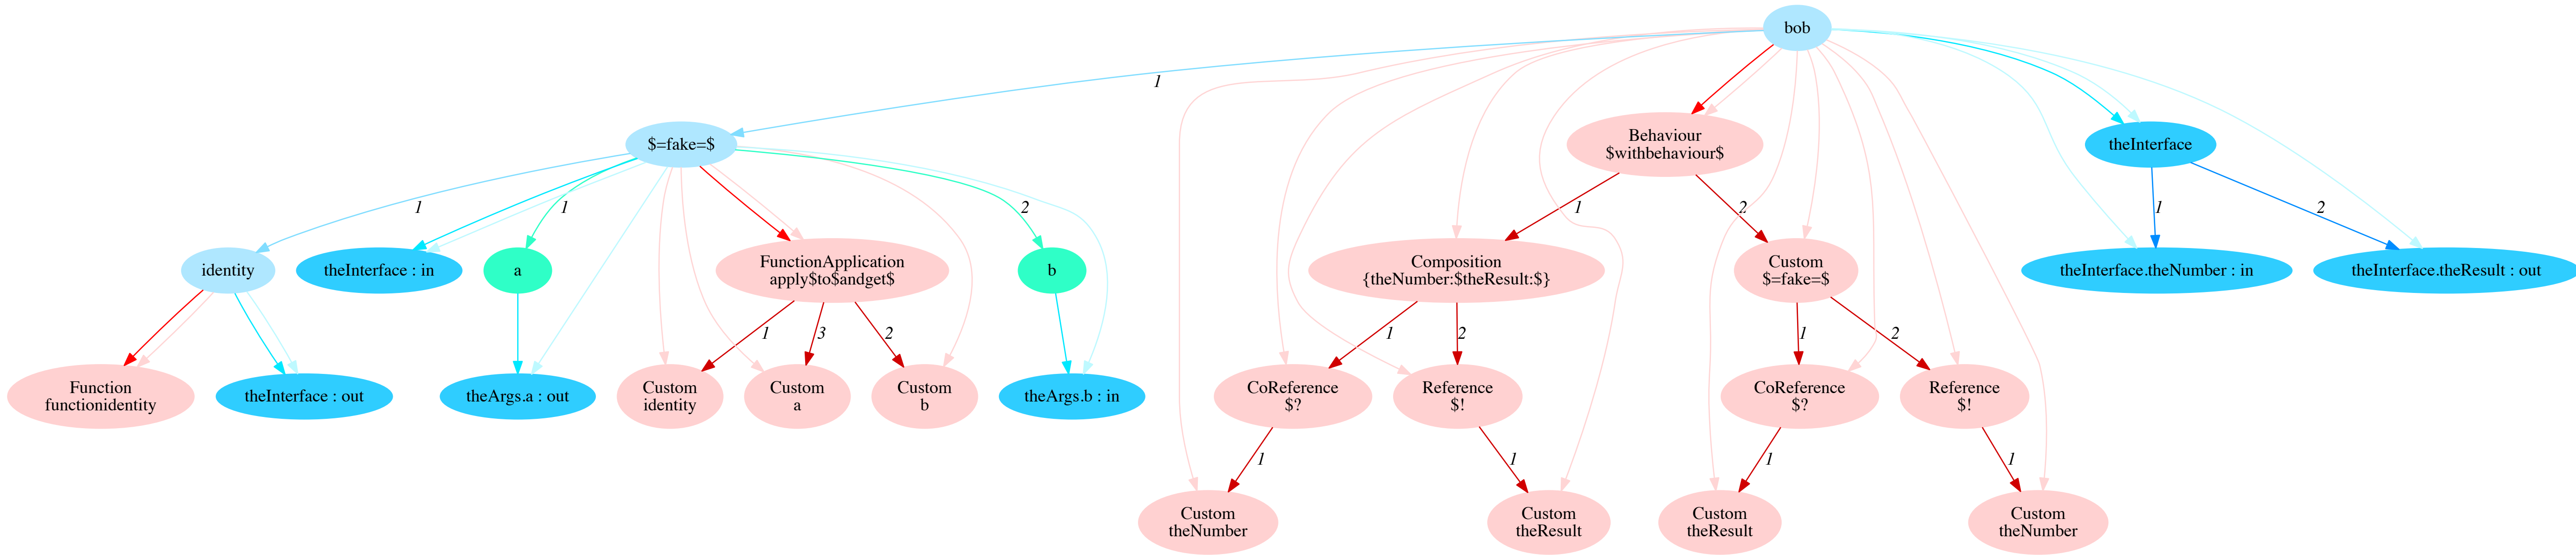 bob
1
Behaviour
$withbehaviour$
$=fake=$
theInterface
1
1
2
1
2
1
2
identity
theInterface : in
a
FunctionApplication
apply$to$andget$
b
Composition
{theNumber:$theResult:$}
Custom
$=fake=$
theInterface.theNumber : in
theInterface.theResult : out
1
3
2
1
2
1
2
Function
functionidentity
theInterface : out
theArgs.a : out
Custom
identity
Custom
a
Custom
b
theArgs.b : in
CoReference
$?
Reference
$!
CoReference
$?
Reference
$!
1
1
1
1
Custom
theNumber
Custom
theResult
Custom
theResult
Custom
theNumber